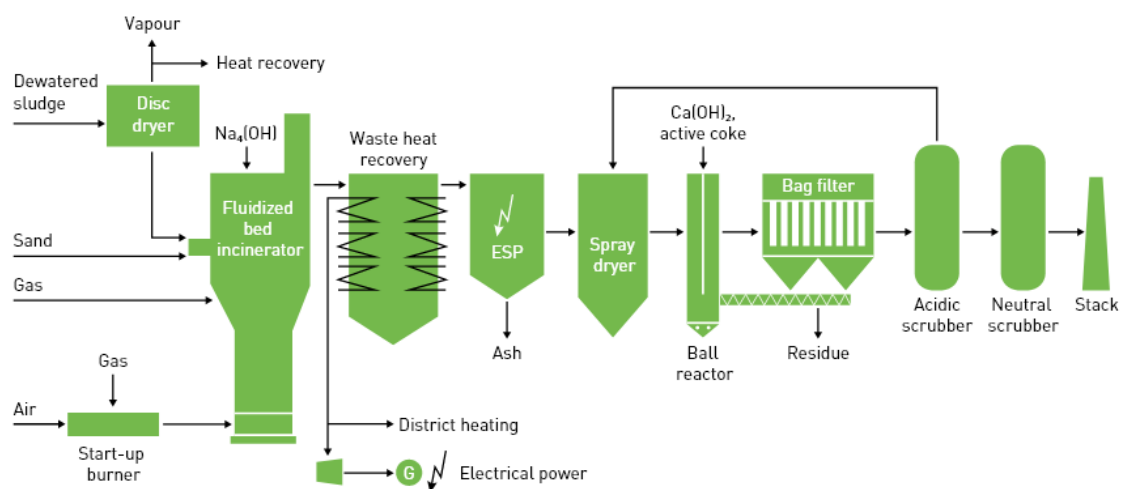 Vapour
Heat recovery
Dewatered
sludge
Disc
dryer
Na₄(OH)
Waste heat
recovery
Ca(OH)₂,
active coke
Bag filter
Fluidized
bed
incinerator
Sand
Gas
ESP
Spray
dryer
Acidic
scrubber
Neutral
scrubber
Stack
Ash
Ball
reactor
Residue
Gas
Air
Start-up
burner
District heating
G
Electrical power